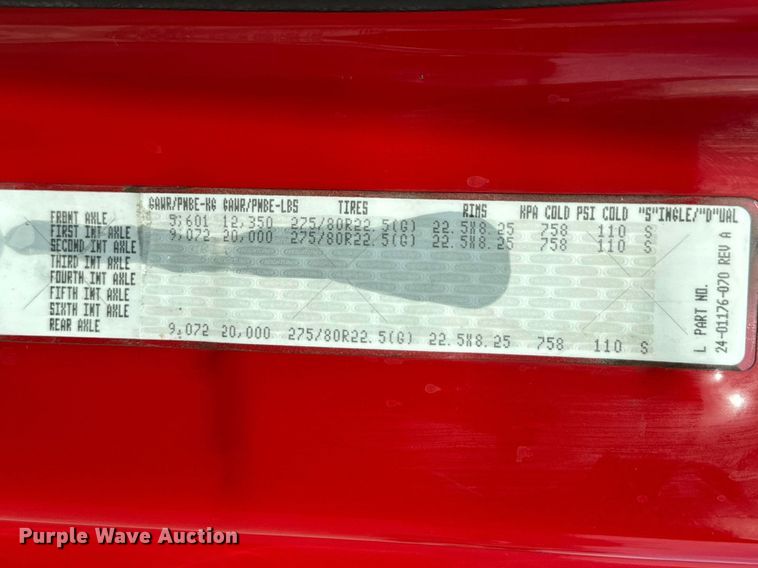 GAWR/PNBE-KG GAWR/PNBE-LBS TIRES RIMS KPA COLD PSI COLD "S"INGLE/"D"UAL
FRONT AXLE 5,601 12,350 275/80R22.5(G) 22.5X8.25 758 110 S
FIRST INT AXLE 9,072 20,000 275/80R22.5(G) 22.5X8.25 758 110 S
SECOND INT AXLE
THIRD INT AXLE
FOURTH INT AXLE
FIFTH INT AXLE
SIXTH INT AXLE
REAR AXLE 9,072 20,000 275/80R22.5(G) 22.5X8.25 758 110 S
L PART NO.
24-01176-070 REV A
Purple Wave Auction